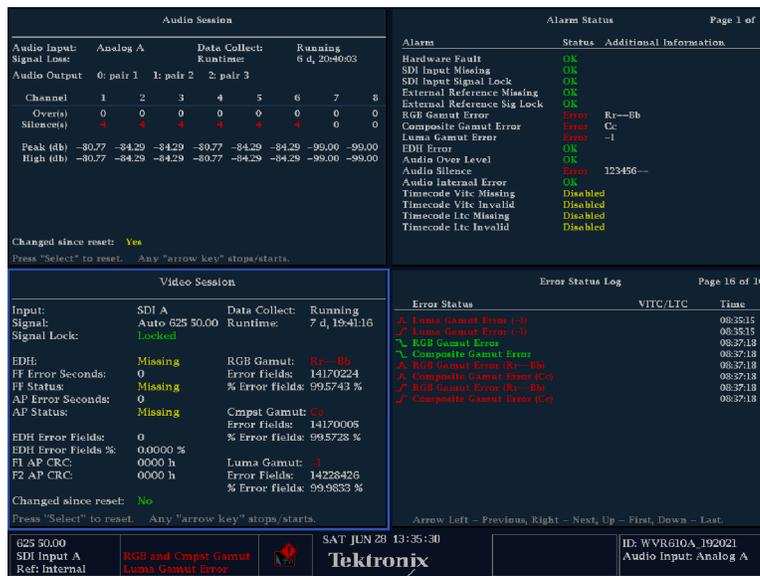 Audio Session
Audio Input: Analog A Data Collect: Running
Signal Loss: Runtime: 6 d, 20:40:03
Audio Output 0: pair 1 1: pair 2 2: pair 3
Channel 1 2 3 4 5 6 7 8
Over(s) 0 0 0 0 0 0 0 0
Silence(s) 4 4 4 4 4 4 0 0
Peak (db) -80.77 -84.29 -84.29 -80.77 -84.29 -84.29 -99.00 -99.00
High (db) -80.77 -84.29 -84.29 -80.77 -84.29 -84.29 -99.00 -99.00
Changed since reset: Yes
Press "Select" to reset. Any "arrow key" stops/starts.
Alarm Status Page 1 of
Alarm Status Additional Information
Hardware Fault OK
SDI Input Missing OK
SDI Input Signal Lock OK
External Reference Missing OK
External Reference Sig Lock OK
RGB Gamut Error Error Rr--Bb
Composite Gamut Error Error Cc
Luma Gamut Error Error -l
EDH Error OK
Audio Over Level OK
Audio Silence Error 123456--
Audio Internal Error OK
Timecode Vitc Missing Disabled
Timecode Vitc Invalid Disabled
Timecode Ltc Missing Disabled
Timecode Ltc Invalid Disabled
Video Session
Input: SDI A Data Collect: Running
Signal: Auto 625 50.00 Runtime: 7 d, 19:41:16
Signal Lock: Locked
EDH: Missing RGB Gamut: Rr--Bb
FF Error Seconds: 0 Error fields: 14170224
FF Status: Missing % Error fields: 99.5743 %
AP Error Seconds: 0
AP Status: Missing Cmpst Gamut: Cc
Error fields: 14170005
EDH Error Fields: 0 % Error fields: 99.5728 %
EDH Error Fields %: 0.0000 %
F1 AP CRC: 0000 h Luma Gamut: -l
F2 AP CRC: 0000 h Error Fields: 14228426
% Error fields: 99.9833 %
Changed since reset: No
Press "Select" to reset. Any "arrow key" stops/starts.
Error Status Log Page 16 of
Error Status VITC/LTC Time
Luma Gamut Error (-l) 08:35:15
Luma Gamut Error (-l) 08:35:15
RGB Gamut Error 08:37:18
Composite Gamut Error 08:37:18
RGB Gamut Error (Rr--Bb) 08:37:18
Composite Gamut Error (Cc) 08:37:18
RGB Gamut Error (Rr--Bb) 08:37:18
Composite Gamut Error (Cc) 08:37:18
Arrow Left - Previous, Right - Next, Up - First, Down - Last.
625 50.00
SDI Input A
Ref: Internal
RGB and Cmpst Gamut
Luma Gamut Error
SAT JUN 28 13:35:30
Tektronix
ID: WVR610A_192021
Audio Input: Analog A